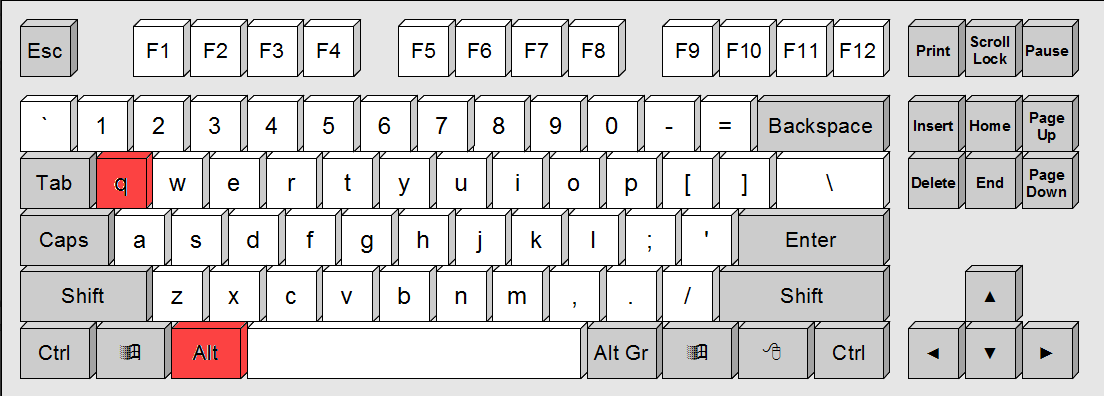 Esc F1 F2 F3 F4 F5 F6 F7 F8 F9 F10 F11 F12 Print Scroll Lock Pause
` 1 2 3 4 5 6 7 8 9 0 - = Backspace Insert Home Page Up
Tab q w e r t y u i o p [ ] \ Delete End Page Down
Caps a s d f g h j k l ; ' Enter
Shift z x c v b n m , . / Shift ▲
Ctrl Alt Alt Gr Ctrl ◄ ▼ ►